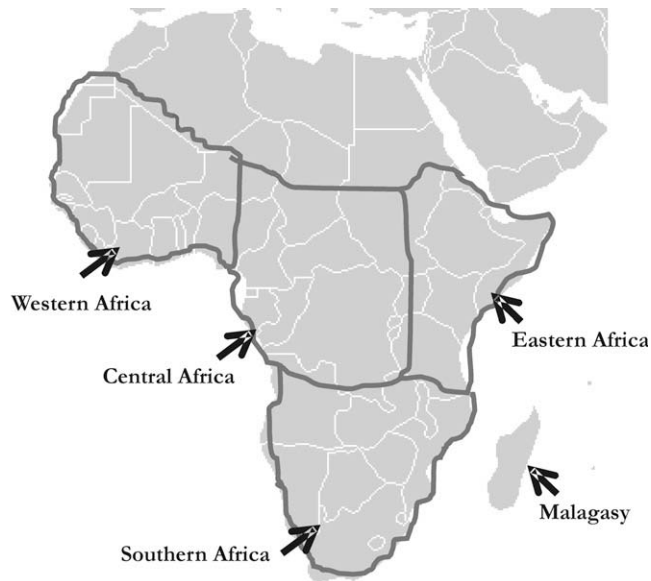 Western Africa
Eastern Africa
Central Africa
Malagasy
Southern Africa